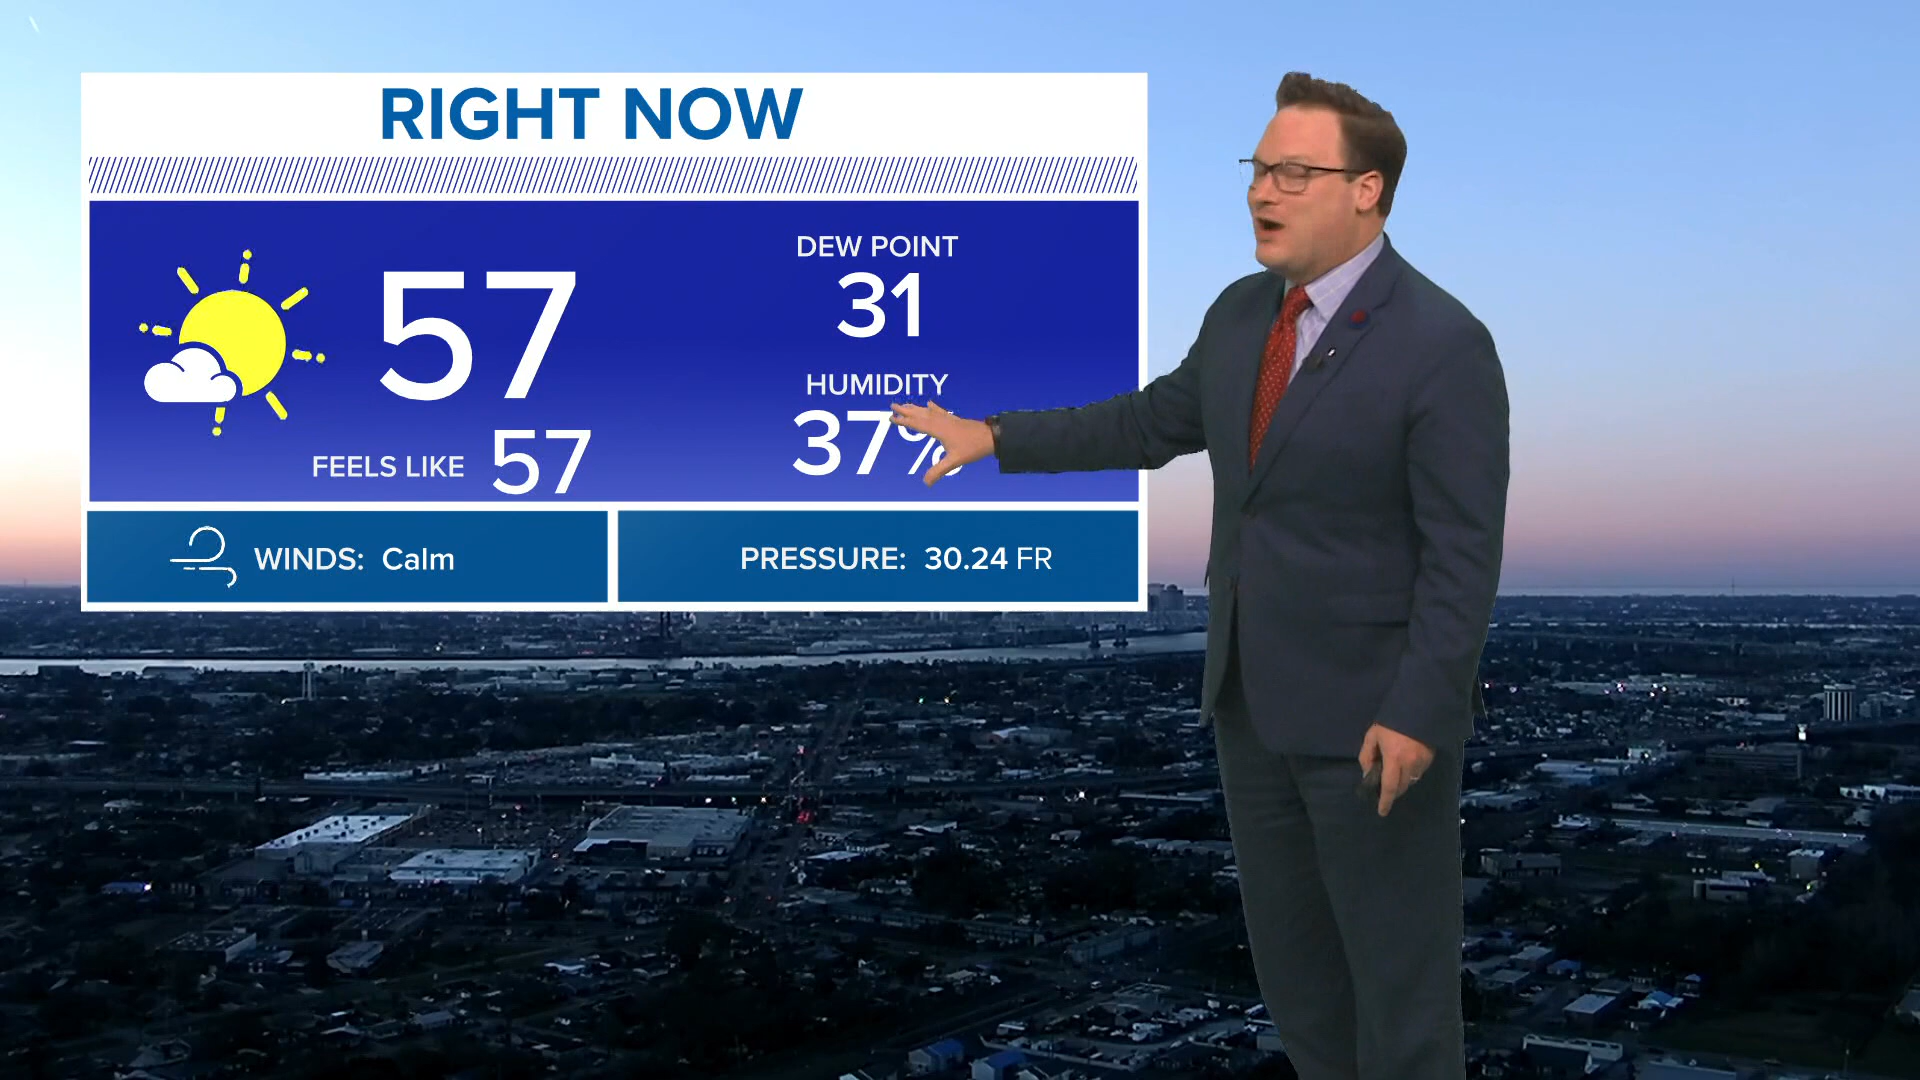 RIGHT NOW
57
FEELS LIKE 57
DEW POINT
31
HUMIDITY
37%
WINDS: Calm
PRESSURE: 30.24 FR